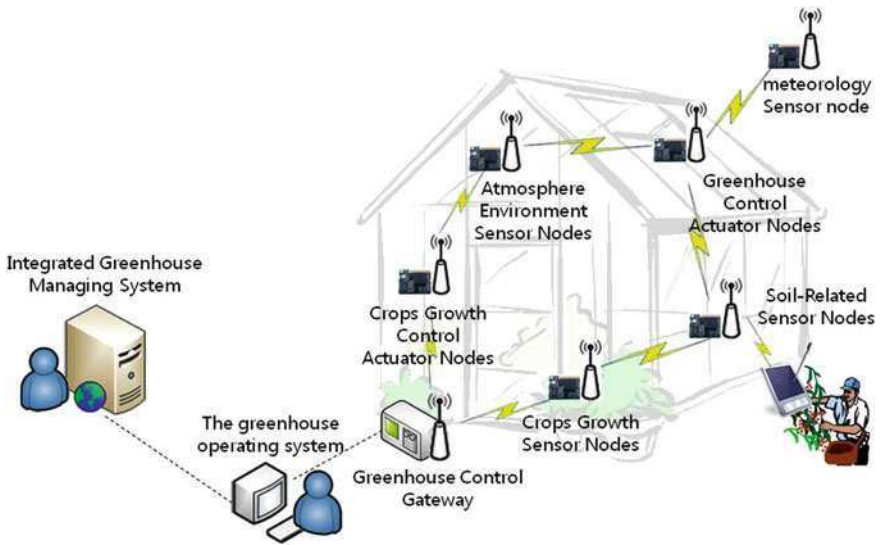 meteorology
Sensor node
Atmosphere
Environment
Sensor Nodes
Greenhouse
Control
Actuator Nodes
Integrated Greenhouse
Managing System
Crops Growth
Control
Actuator Nodes
Soil-Related
Sensor Nodes
The greenhouse
operating system
Crops Growth
Sensor Nodes
Greenhouse Control
Gateway